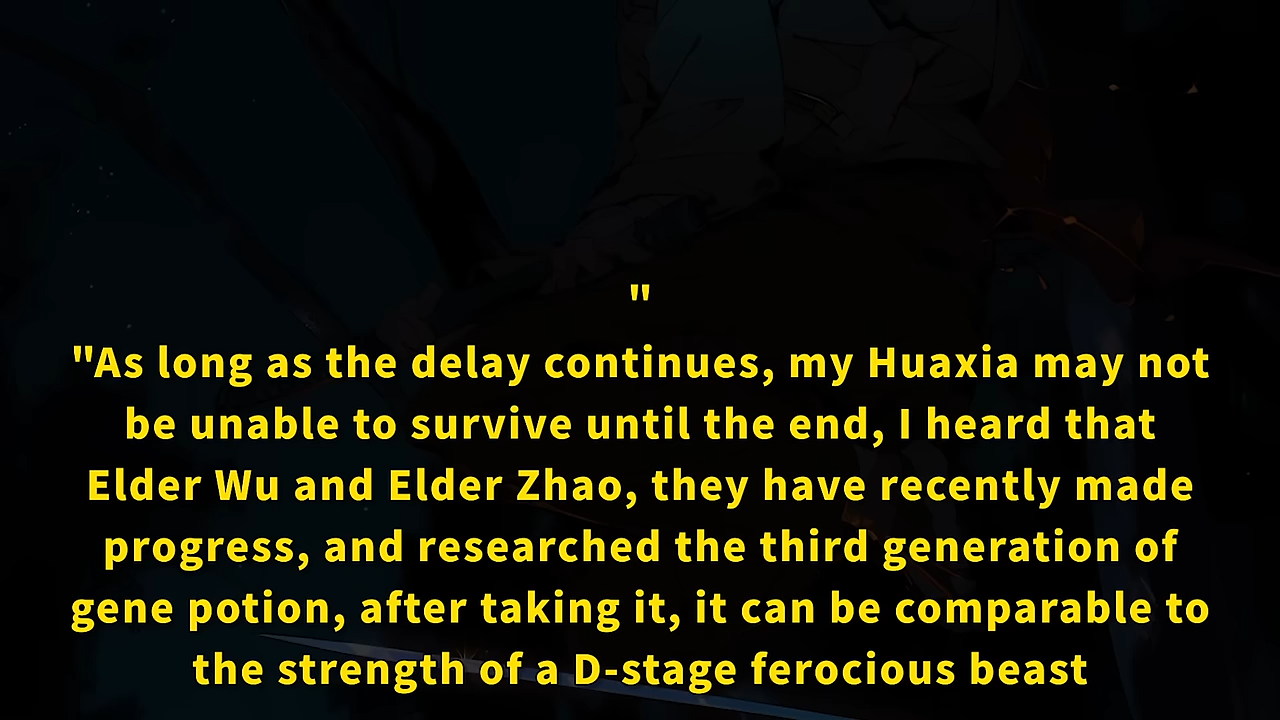 "
"As long as the delay continues, my Huaxia may not
be unable to survive until the end, I heard that
Elder Wu and Elder Zhao, they have recently made
progress, and researched the third generation of
gene potion, after taking it, it can be comparable to
the strength of a D-stage ferocious beast